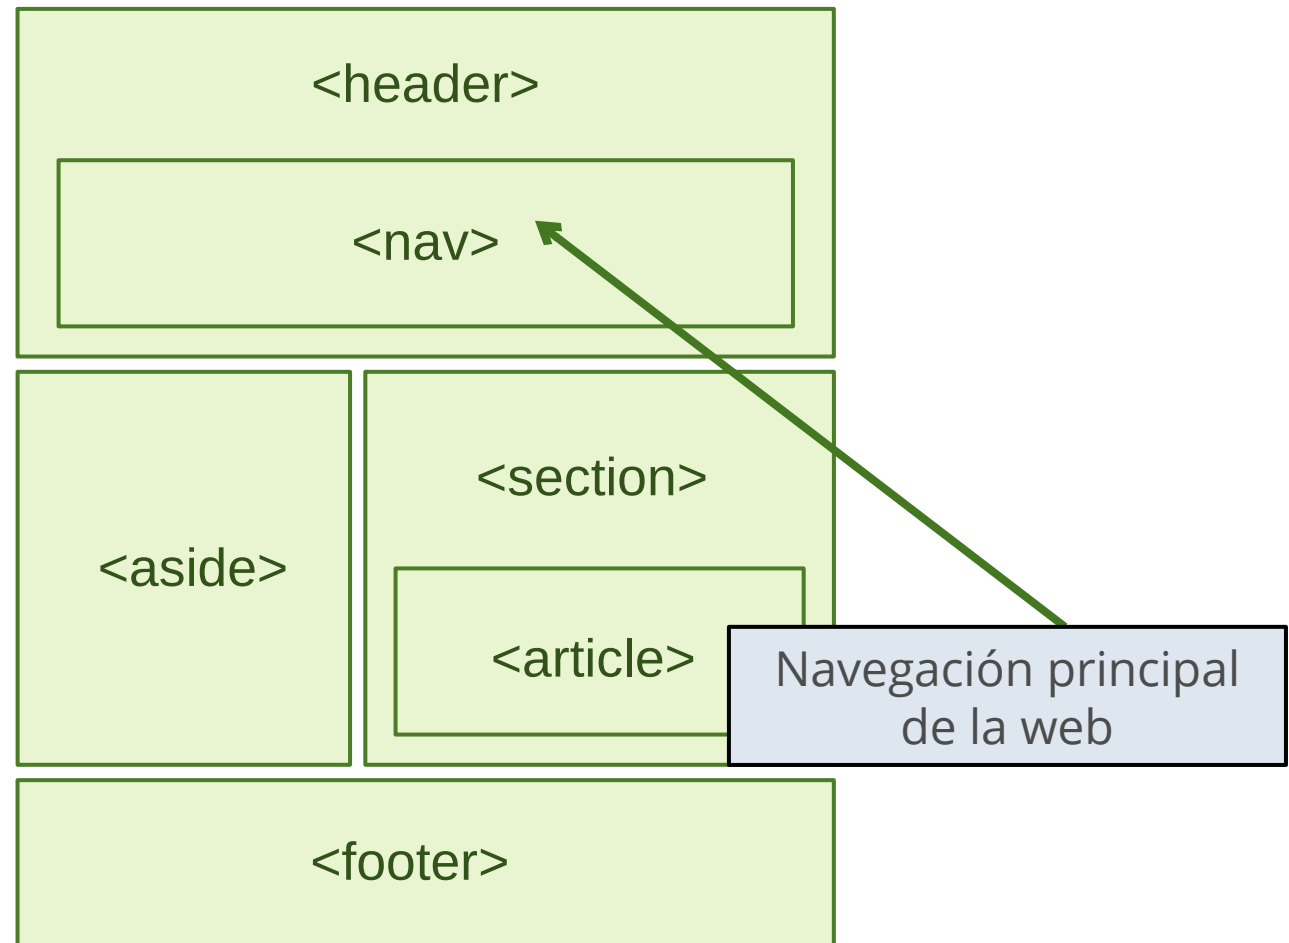 <header>
<nav>
<section>
<aside>
<article>
Navegación principal
de la web
<footer>